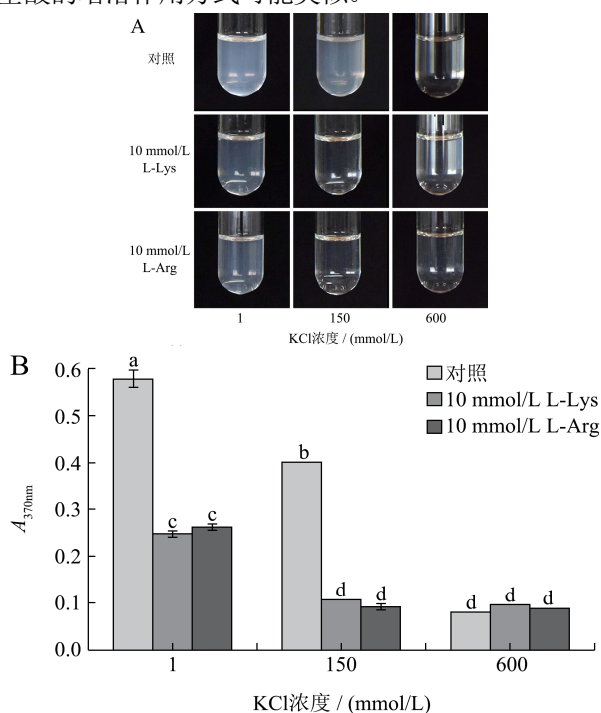 A
对照
10 mmol/L
L-Lys
10 mmol/L
L-Arg
1 150 600
KCl浓度 / (mmol/L)
B
对照
10 mmol/L L-Lys
10 mmol/L L-Arg
A370nm
0.6
0.5
0.4
0.3
0.2
0.1
0.0
a c c b d d d d d
1 150 600
KCl浓度 / (mmol/L)